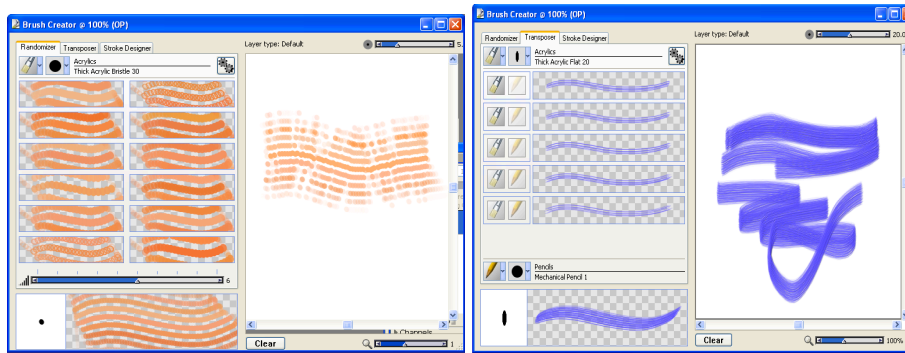 Brush Creator @ 100% (OP)
Randomizer Transposer Stroke Designer
Layer type: Default
5.
Acrylics
Thick Acrylic Bristle 30
6
Channels
Clear
1
Brush Creator @ 100% (OP)
Randomizer Transposer Stroke Designer
Layer type: Default
20.0
Acrylics
Thick Acrylic Flat 20
Pencils
Mechanical Pencil 1
Clear
100%